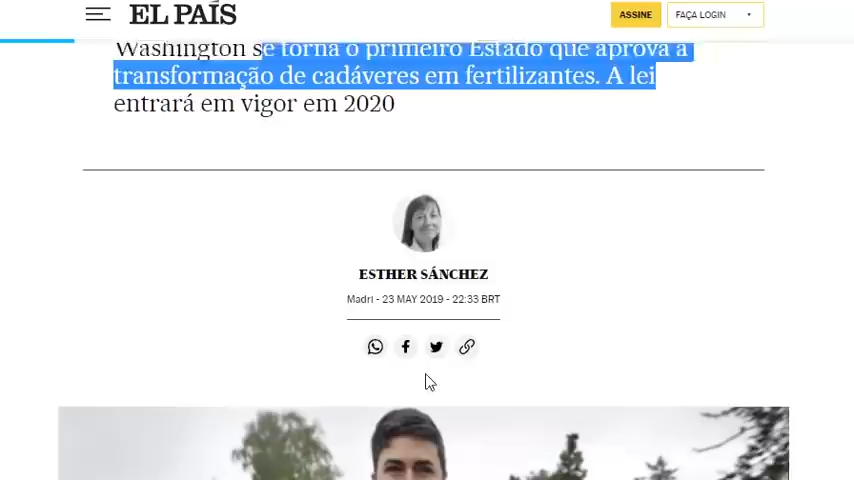 EL PAÍS
ASSINE
FAÇA LOGIN
Washington se torna o primeiro Estado que aprova a
transformação de cadáveres em fertilizantes. A lei
entrará em vigor em 2020
ESTHER SÁNCHEZ
Madri - 23 MAY 2019 - 22:33 BRT